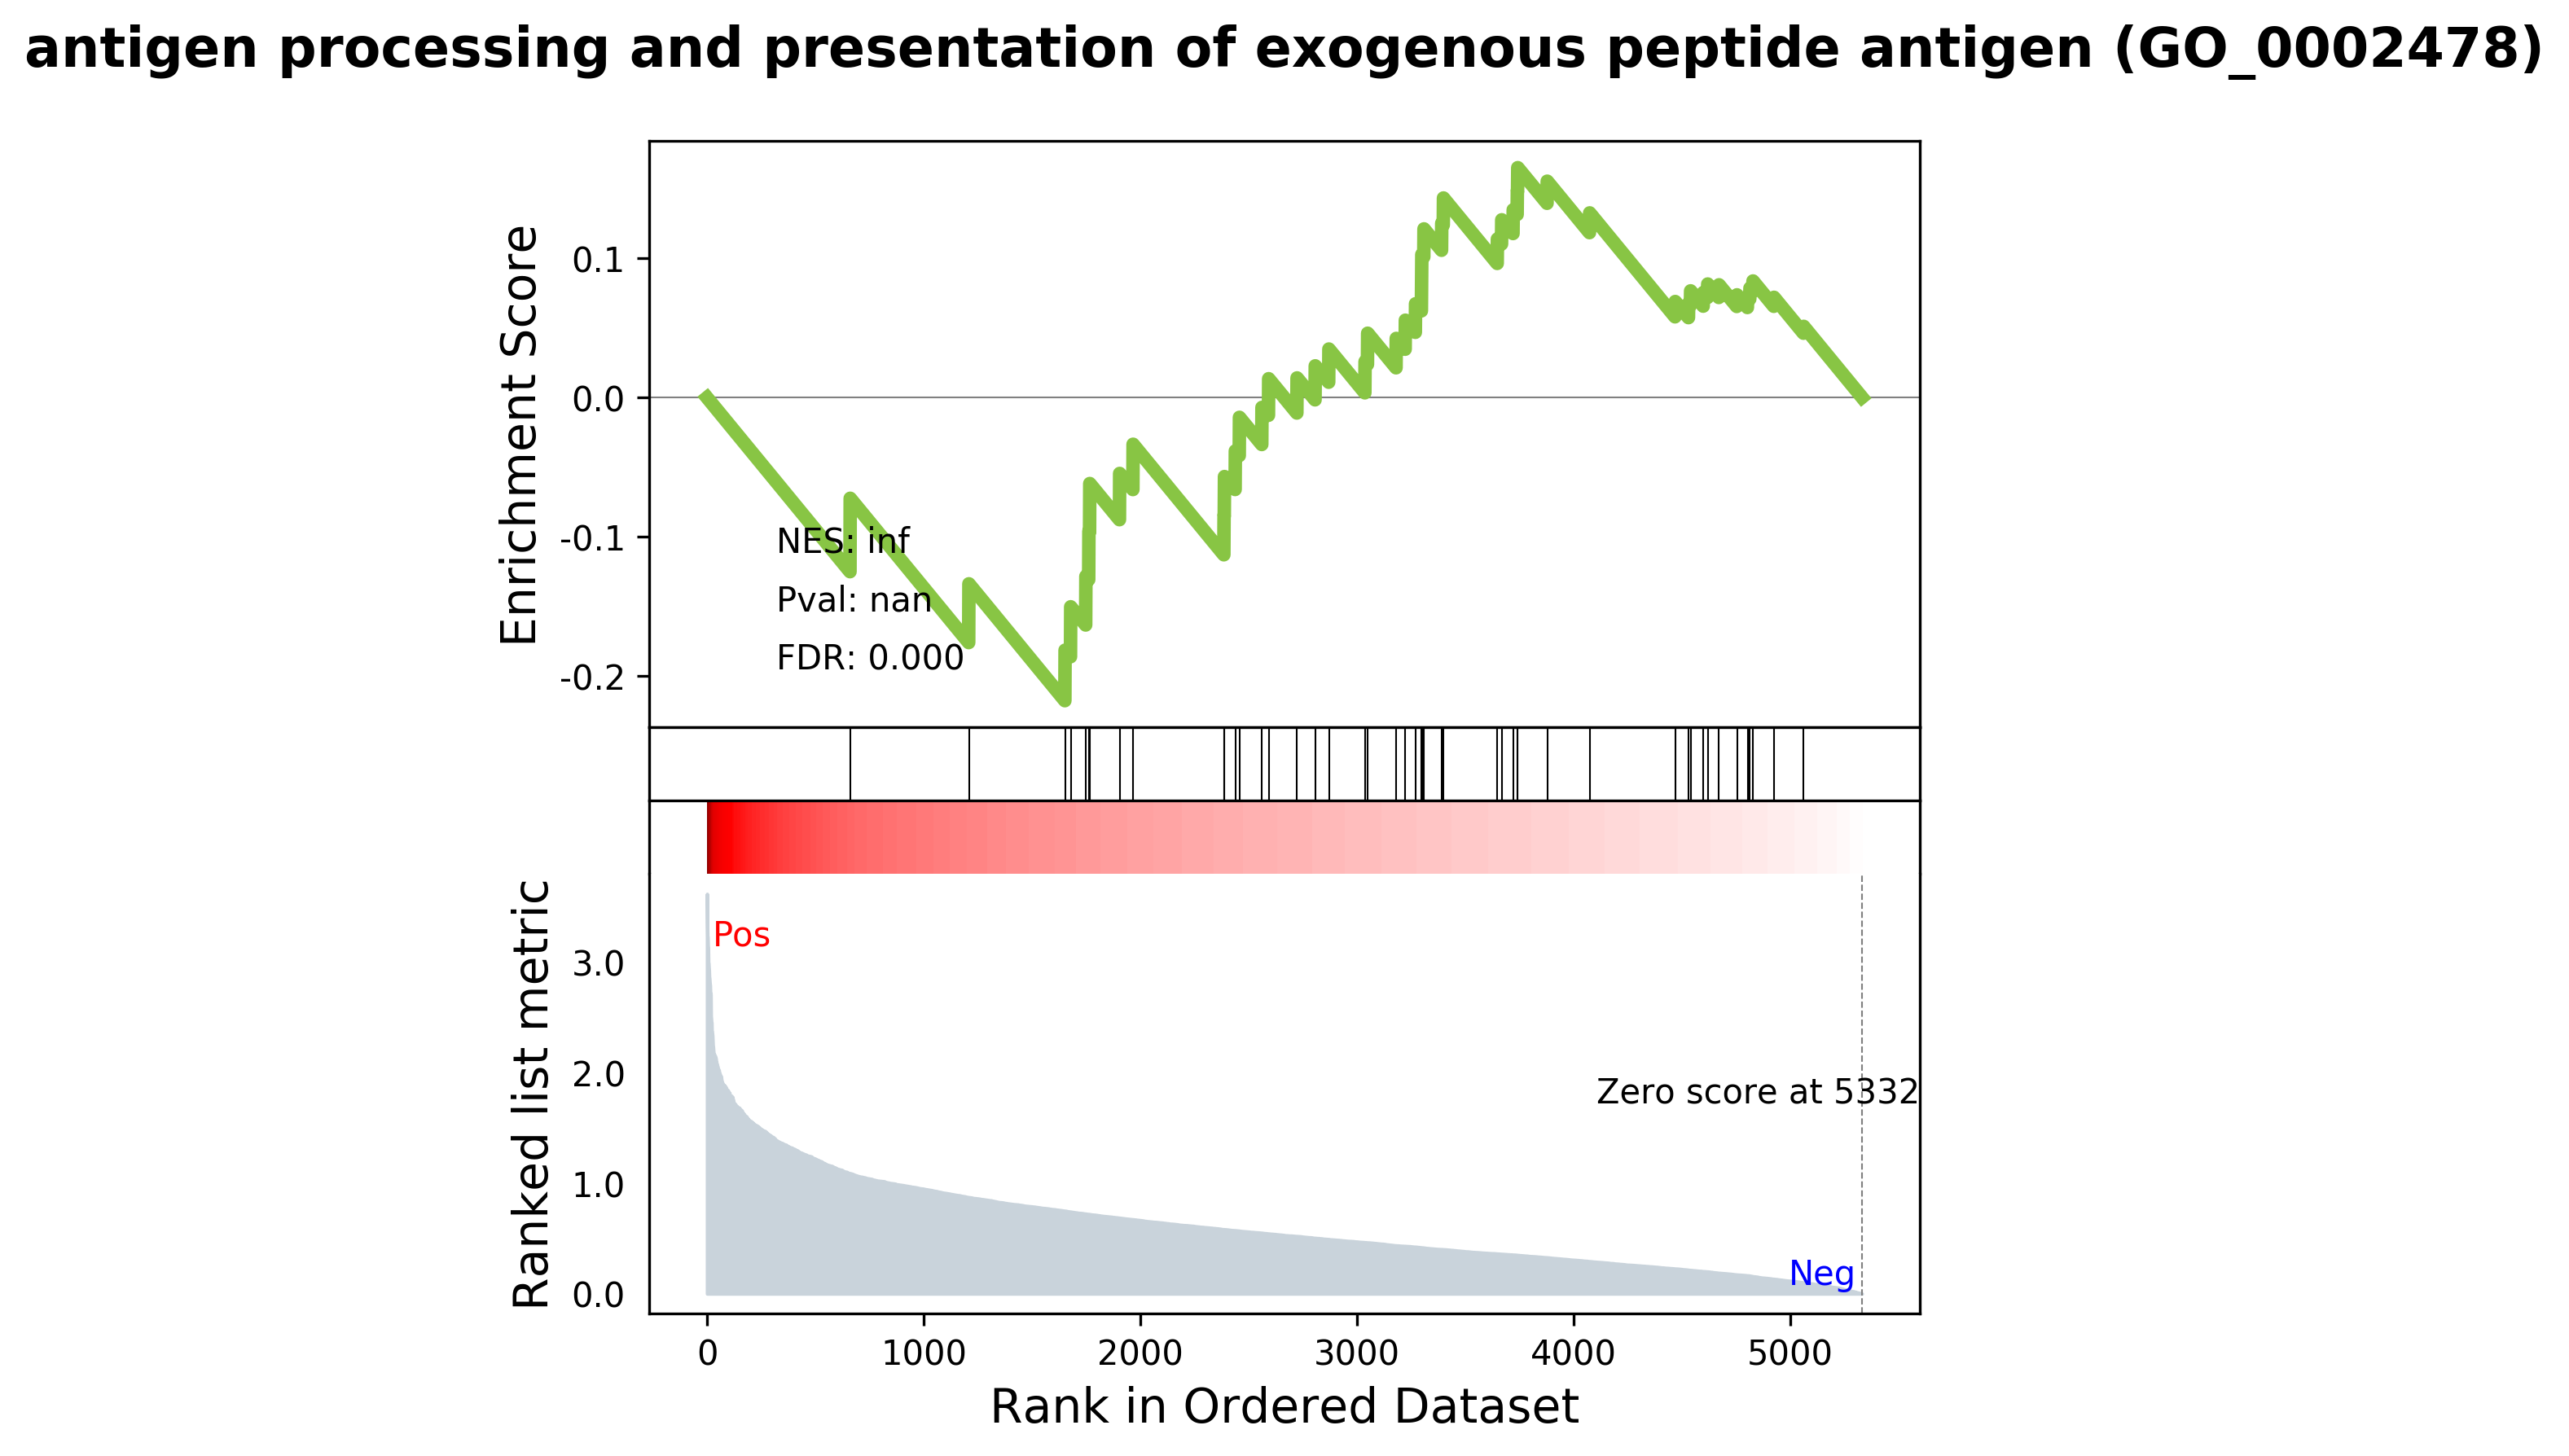 antigen processing and presentation of exogenous peptide antigen (GO_0002478)
Enrichment Score
0.1
0.0
-0.1
-0.2
NES: inf
Pval: nan
FDR: 0.000
Ranked list metric
3.0
2.0
1.0
0.0
Pos
Zero score at 5332
Neg
0 1000 2000 3000 4000 5000
Rank in Ordered Dataset